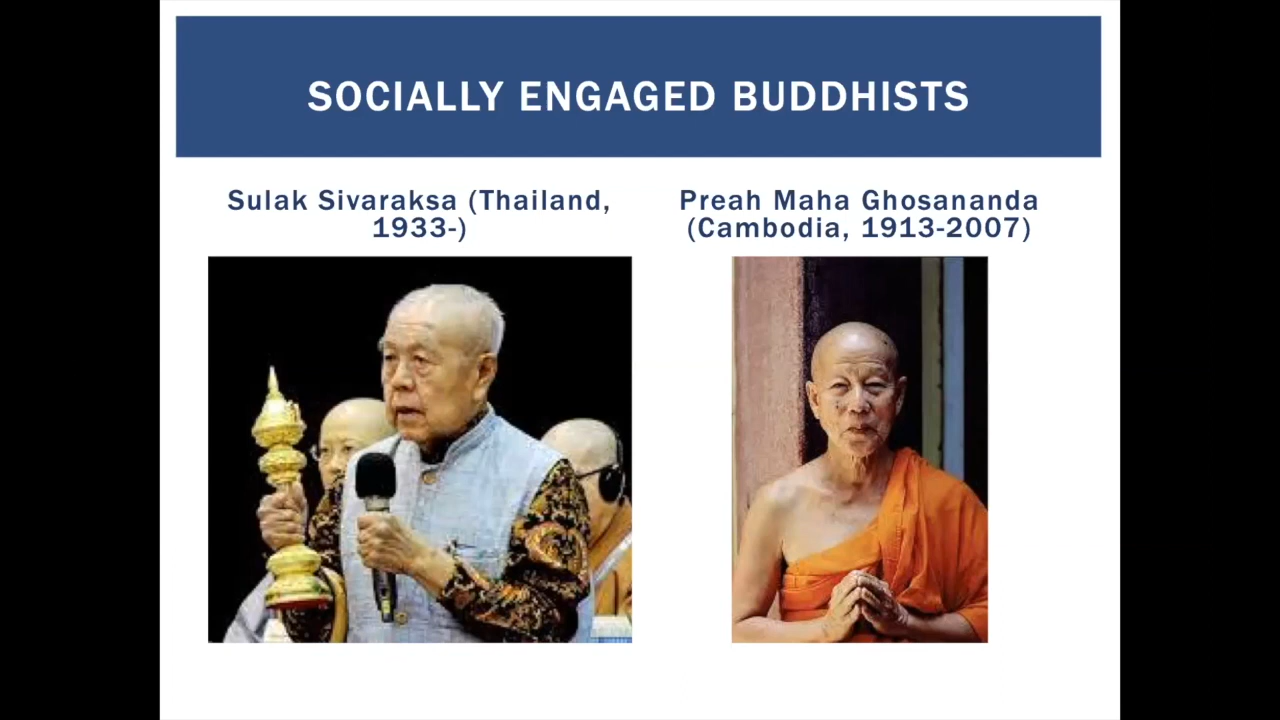 SOCIALLY ENGAGED BUDDHISTS
Sulak Sivaraksa (Thailand,
1933-)
Preah Maha Ghosananda
(Cambodia, 1913-2007)